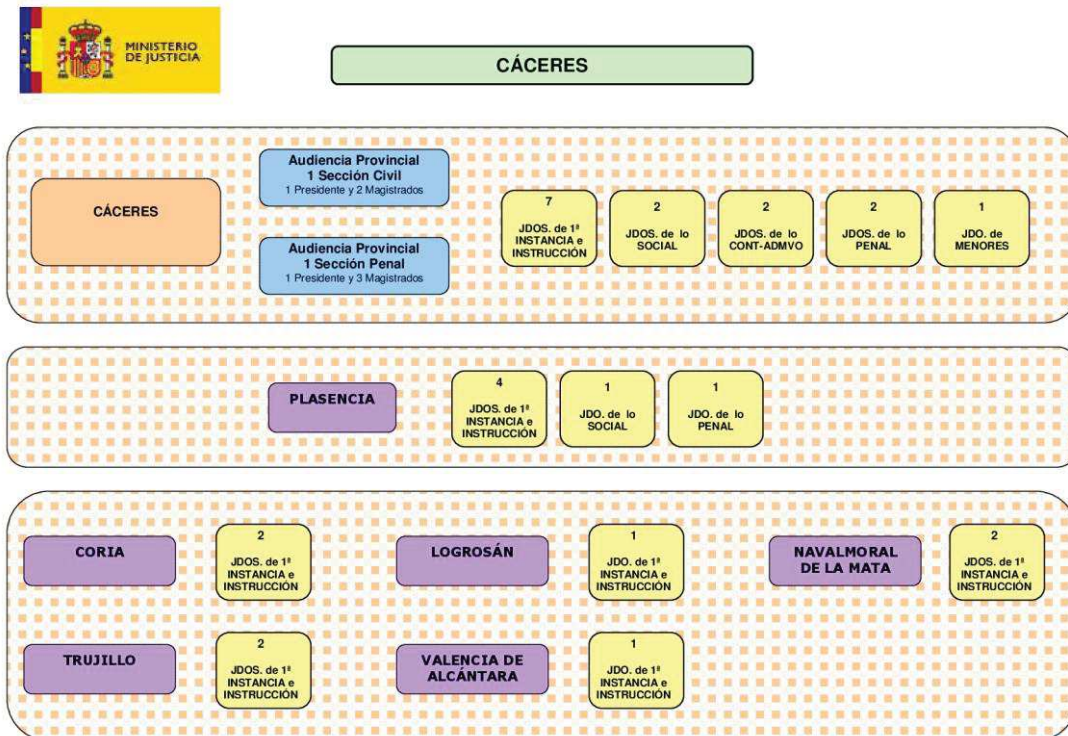 MINISTERIO
DE JUSTICIA
CÁCERES
CÁCERES
Audiencia Provincial
1 Sección Civil
1 Presidente y 2 Magistrados
Audiencia Provincial
1 Sección Penal
1 Presidente y 3 Magistrados
7
JDOS. de 1ª
INSTANCIA e
INSTRUCCIÓN
2
JDOS. de lo
SOCIAL
2
JDOS. de lo
CONT-ADMVO
2
JDOS. de lo
PENAL
1
JDO. de
MENORES
PLASENCIA
4
JDOS. de 1ª
INSTANCIA e
INSTRUCCIÓN
1
JDO. de lo
SOCIAL
1
JDO. de lo
PENAL
CORIA
2
JDOS. de 1ª
INSTANCIA e
INSTRUCCIÓN
LOGROSÁN
1
JDO. de 1ª
INSTANCIA e
INSTRUCCIÓN
NAVALMORAL
DE LA MATA
2
JDOS. de 1ª
INSTANCIA e
INSTRUCCIÓN
TRUJILLO
2
JDOS. de 1ª
INSTANCIA e
INSTRUCCIÓN
VALENCIA DE
ALCÁNTARA
1
JDO. de 1ª
INSTANCIA e
INSTRUCCIÓN